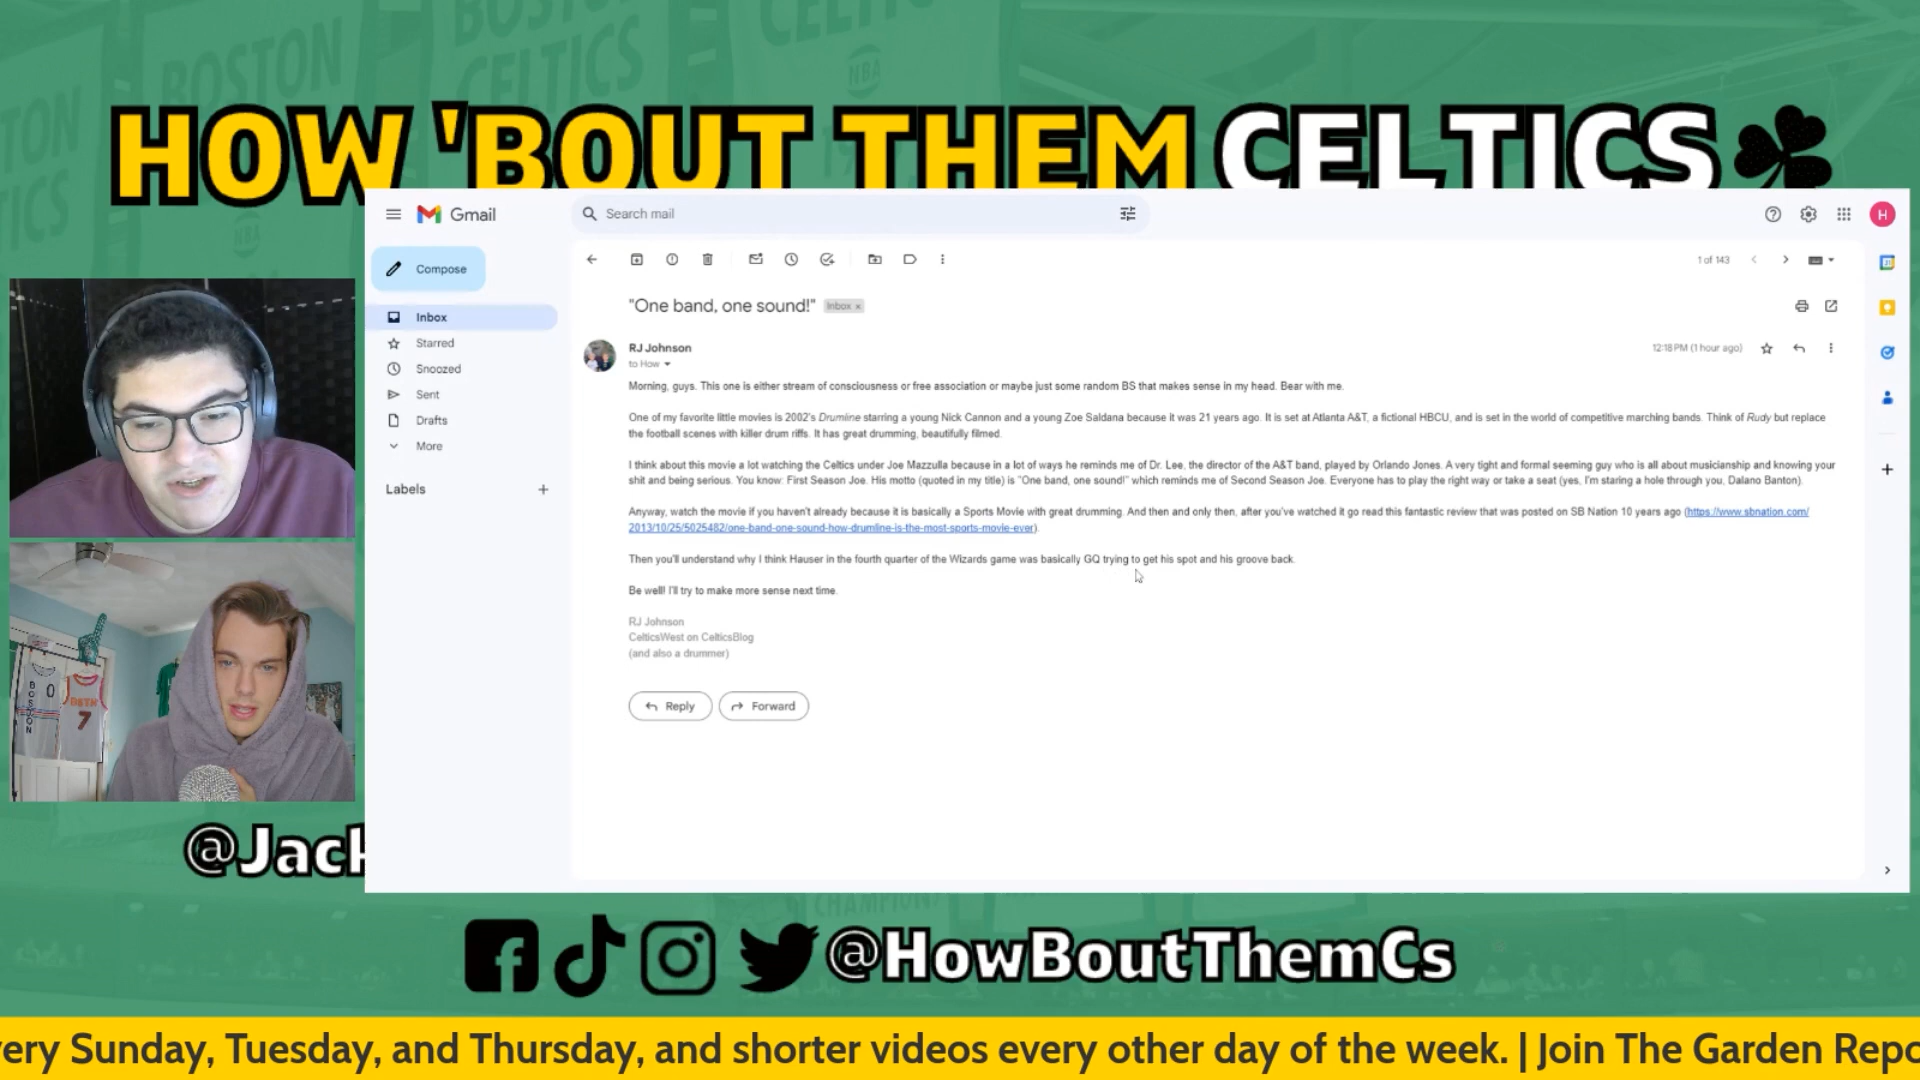 HOW 'BOUT THEM CELTICS
Gmail
Search mail
H
Compose
1 of 143
"One band, one sound!" Inbox ×
Inbox
Starred
Snoozed
Sent
Drafts
More
Labels
RJ Johnson
12:18 PM (1 hour ago)
to How
Morning, guys. This one is either stream of consciousness or free association or maybe just some random BS that makes sense in my head. Bear with me.
One of my favorite little movies is 2002's Drumline starring a young Nick Cannon and a young Zoe Saldana because it was 21 years ago. It is set at Atlanta A&T, a fictional HBCU, and is set in the world of competitive marching bands. Think of Rudy but replace
the football scenes with killer drum riffs. It has great drumming, beautifully filmed.
I think about this movie a lot watching the Celtics under Joe Mazzulla because in a lot of ways he reminds me of Dr. Lee, the director of the A&T band, played by Orlando Jones. A very tight and formal seeming guy who is all about musicianship and knowing your
shit and being serious. You know: First Season Joe. His motto (quoted in my title) is "One band, one sound!" which reminds me of Second Season Joe. Everyone has to play the right way or take a seat (yes, I'm staring a hole through you, Dalano Banton).
Anyway, watch the movie if you haven't already because it is basically a Sports Movie with great drumming. And then and only then, after you've watched it go read this fantastic review that was posted on SB Nation 10 years ago (https://www.sbnation.com/
2013/10/25/5025482/one-band-one-sound-how-drumline-is-the-most-sports-movie-ever).
Then you'll understand why I think Hauser in the fourth quarter of the Wizards game was basically GQ trying to get his spot and his groove back.
Be well! I'll try to make more sense next time.
RJ Johnson
CelticsWest on CelticsBlog
(and also a drummer)
Reply
Forward
BOSTON
0
7
@Jack
@HowBoutThemCs
very Sunday, Tuesday, and Thursday, and shorter videos every other day of the week. | Join The Garden Repo
BOSTON
CELTICS
NBA
CHAMPIONS